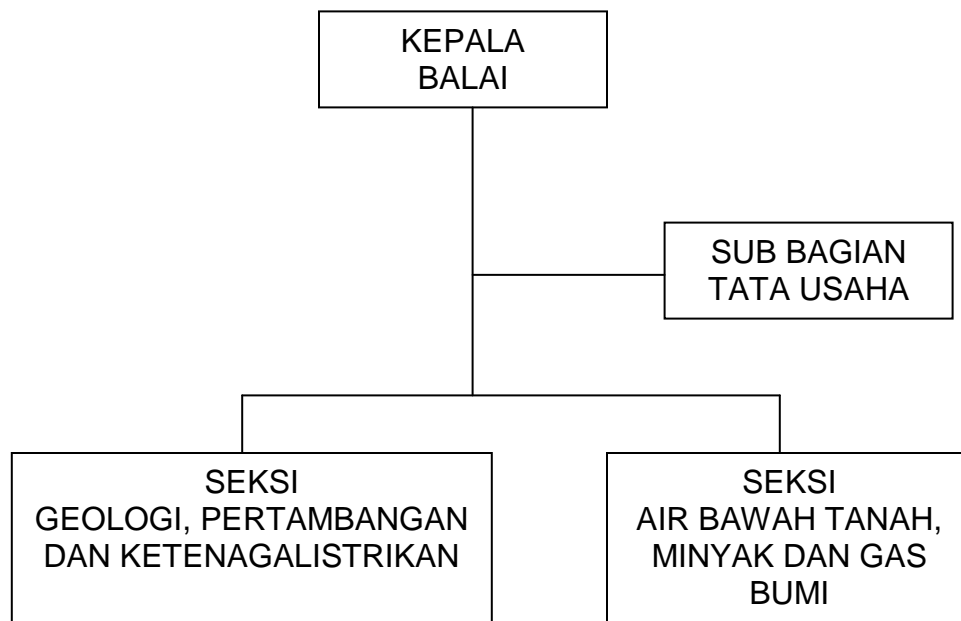 KEPALA
BALAI
SUB BAGIAN
TATA USAHA
SEKSI
GEOLOGI, PERTAMBANGAN
DAN KETENAGALISTRIKAN
SEKSI
AIR BAWAH TANAH,
MINYAK DAN GAS
BUMI